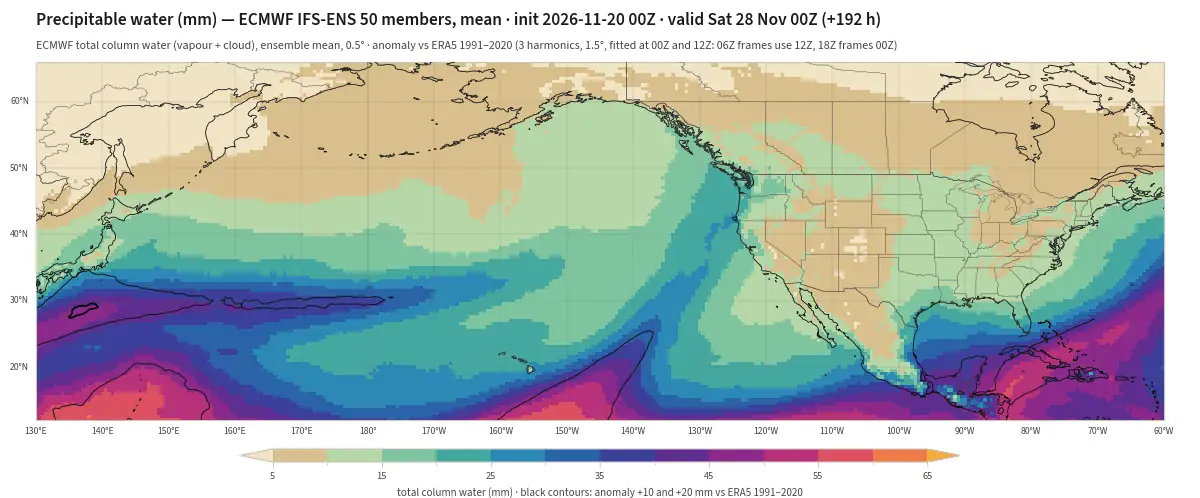 Precipitable water (mm) — ECMWF IFS-ENS 50 members, mean · init 2026-11-20 00Z · valid Sat 28 Nov 00Z (+192 h)
ECMWF total column water (vapour + cloud), ensemble mean, 0.5° · anomaly vs ERA5 1991–2020 (3 harmonics, 1.5°, fitted at 00Z and 12Z: 06Z frames use 12Z, 18Z frames 00Z)
60°N
50°N
40°N
30°N
20°N
130°E 140°E 150°E 160°E 170°E 180° 170°W 160°W 150°W 140°W 130°W 120°W 110°W 100°W 90°W 80°W 70°W 60°W
5 15 25 35 45 55 65
total column water (mm) · black contours: anomaly +10 and +20 mm vs ERA5 1991–2020